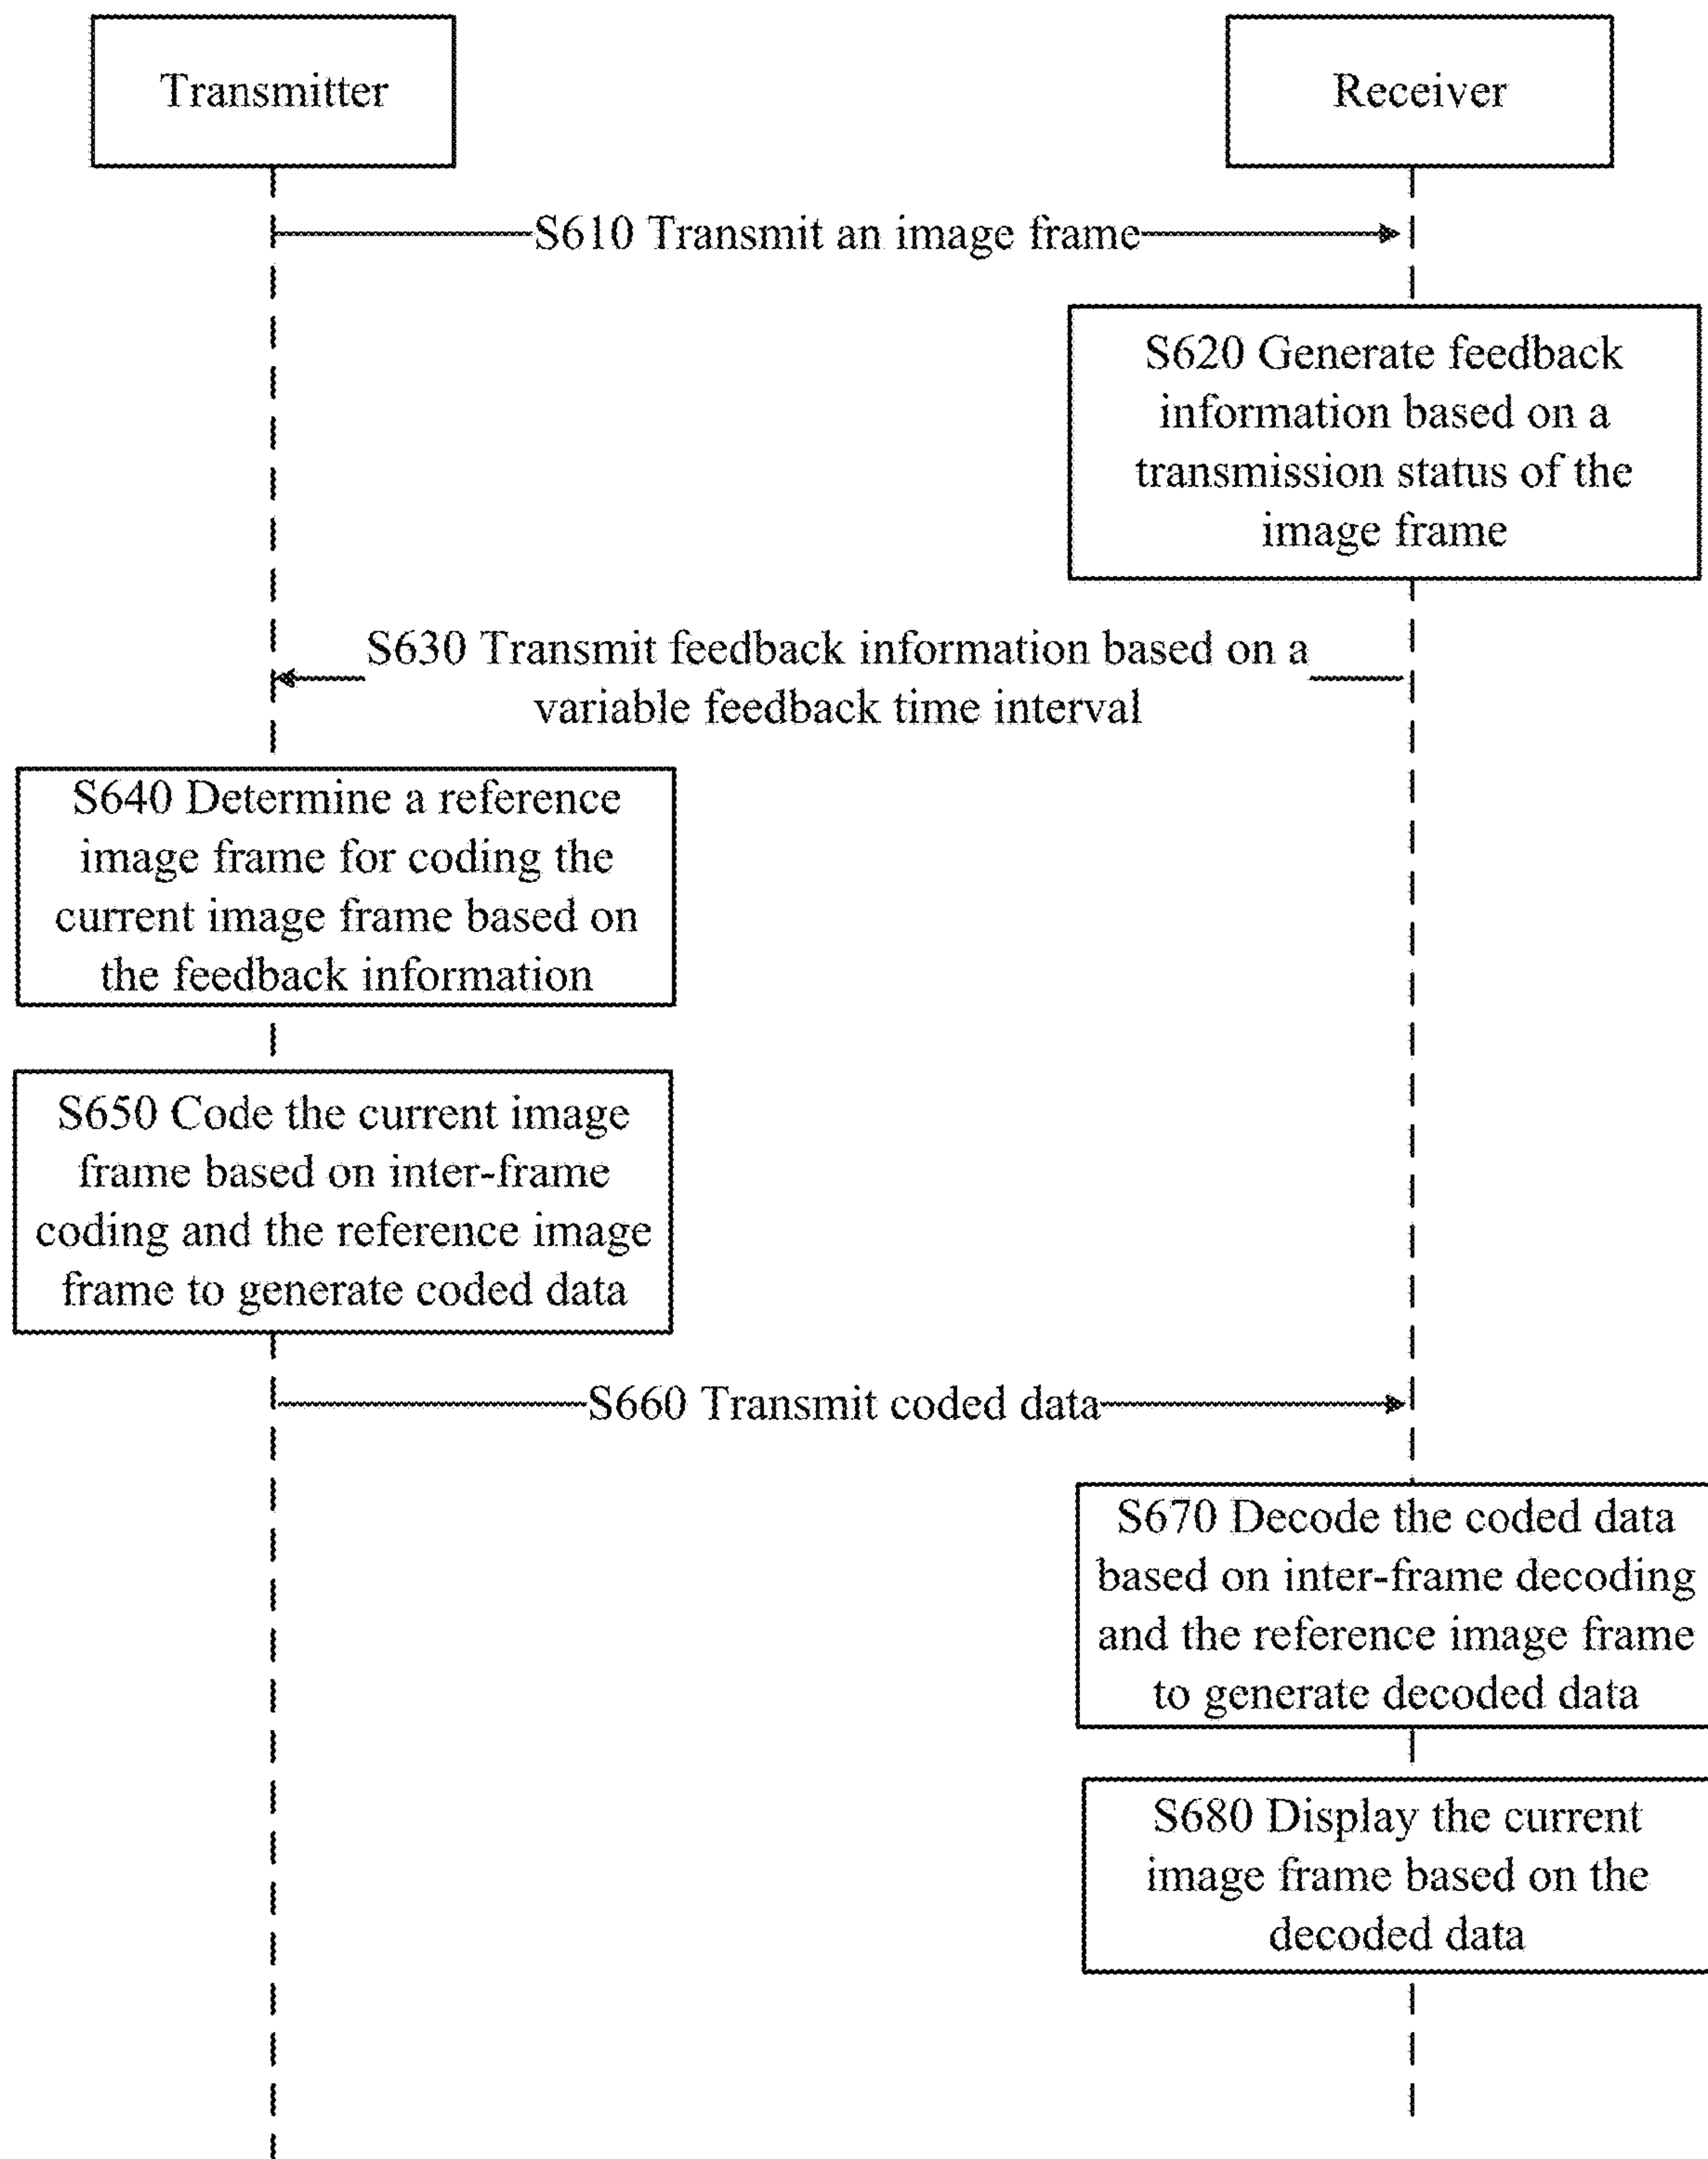 Transmitter
Receiver
S610 Transmit an image frame
S620 Generate feedback
information based on a
transmission status of the
image frame
S630 Transmit feedback information based on a
variable feedback time interval
S640 Determine a reference
image frame for coding the
current image frame based on
the feedback information
S650 Code the current image
frame based on inter-frame
coding and the reference image
frame to generate coded data
S660 Transmit coded data
S670 Decode the coded data
based on inter-frame decoding
and the reference image frame
to generate decoded data
S680 Display the current
image frame based on the
decoded data